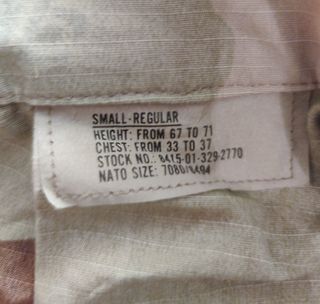 SMALL-REGULAR
HEIGHT: FROM 67 TO 71
CHEST: FROM 33 TO 37
STOCK NO.: 8415-01-329-2770
NATO SIZE: